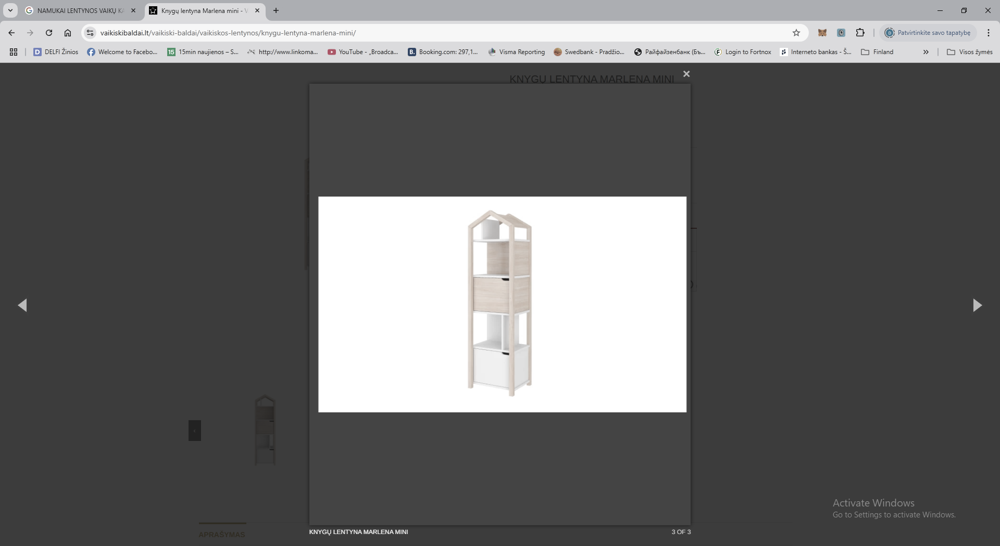 NAMUKAI LENTYNOS VAIKŲ KA
Knygų lentyna Marlena mini - V
vaikiskibaldai.lt/vaikiski-baldai/vaikiskos-lentynos/knygu-lentyna-marlena-mini/
Patvirtinkite savo tapatybę
DELFI Žinios
Welcome to Facebo...
15min naujienos – S...
http://www.linkoma...
YouTube - „Broadca...
Booking.com: 297,1...
Visma Reporting
Swedbank - Pradžio...
Райфайзенбанк (Бъ...
Login to Fortnox
Interneto bankas - Š...
Finland
Visos žymės
KNYGŲ LENTYNA MARLENA MINI
Activate Windows
Go to Settings to activate Windows.
KNYGŲ LENTYNA MARLENA MINI
3 OF 3
APRAŠYMAS